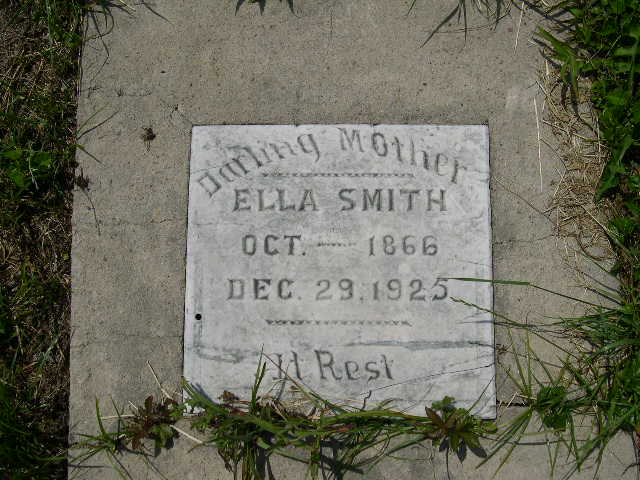 Darling Mother
ELLA SMITH
OCT. — 1866
DEC. 29, 1925
At Rest